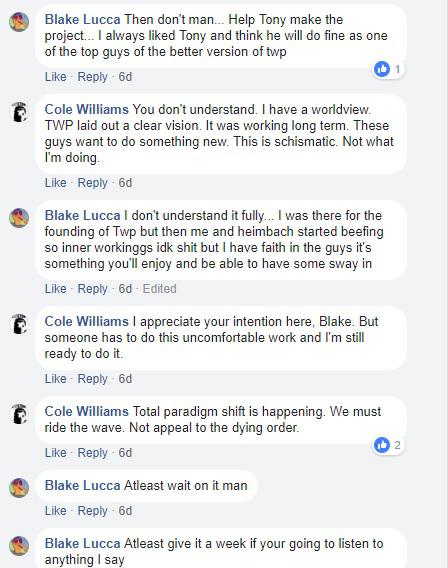 Blake Lucca Then don't man... Help Tony make the
project... I always liked Tony and think he will do fine as one
of the top guys of the better version of twp
1
Like · Reply · 6d
Cole Williams You don't understand. I have a worldview.
TWP laid out a clear vision. It was working long term. These
guys want to do something new. This is schismatic. Not what
I'm doing.
Like · Reply · 6d
Blake Lucca I don't understand it fully... I was there for the
founding of Twp but then me and heimbach started beefing
so inner workinggs idk shit but I have faith in the guys it's
something you'll enjoy and be able to have some sway in
Like · Reply · 6d · Edited
Cole Williams I appreciate your intention here, Blake. But
someone has to do this uncomfortable work and I'm still
ready to do it.
Like · Reply · 6d
Cole Williams Total paradigm shift is happening. We must
ride the wave. Not appeal to the dying order.
2
Like · Reply · 6d
Blake Lucca Atleast wait on it man
Like · Reply · 6d
Blake Lucca Atleast give it a week if your going to listen to
anything I say